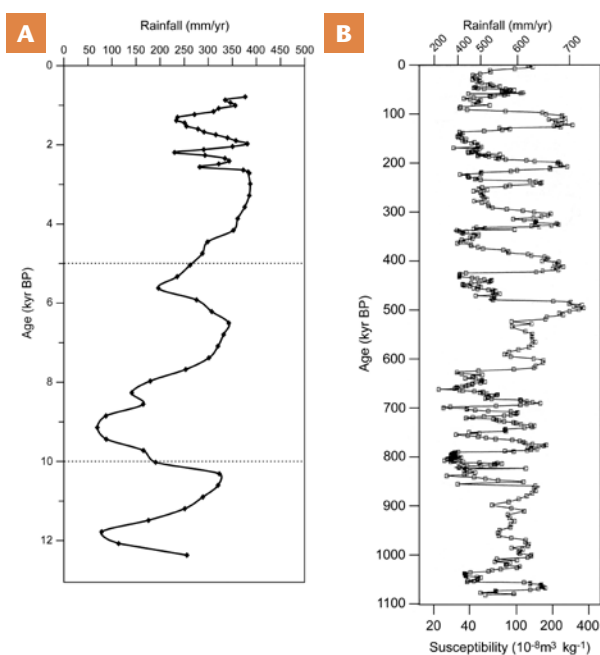 A
Rainfall (mm/yr)
0 50 100 150 200 250 300 350 400 450 500
0
2
4
6
8
10
12
Age (kyr BP)
B
Rainfall (mm/yr)
200 400 500 600 700
0
100
200
300
400
500
600
700
800
900
1000
1100
Age (kyr BP)
20 40 100 200 400
Susceptibility (10⁻⁸m³ kg⁻¹)